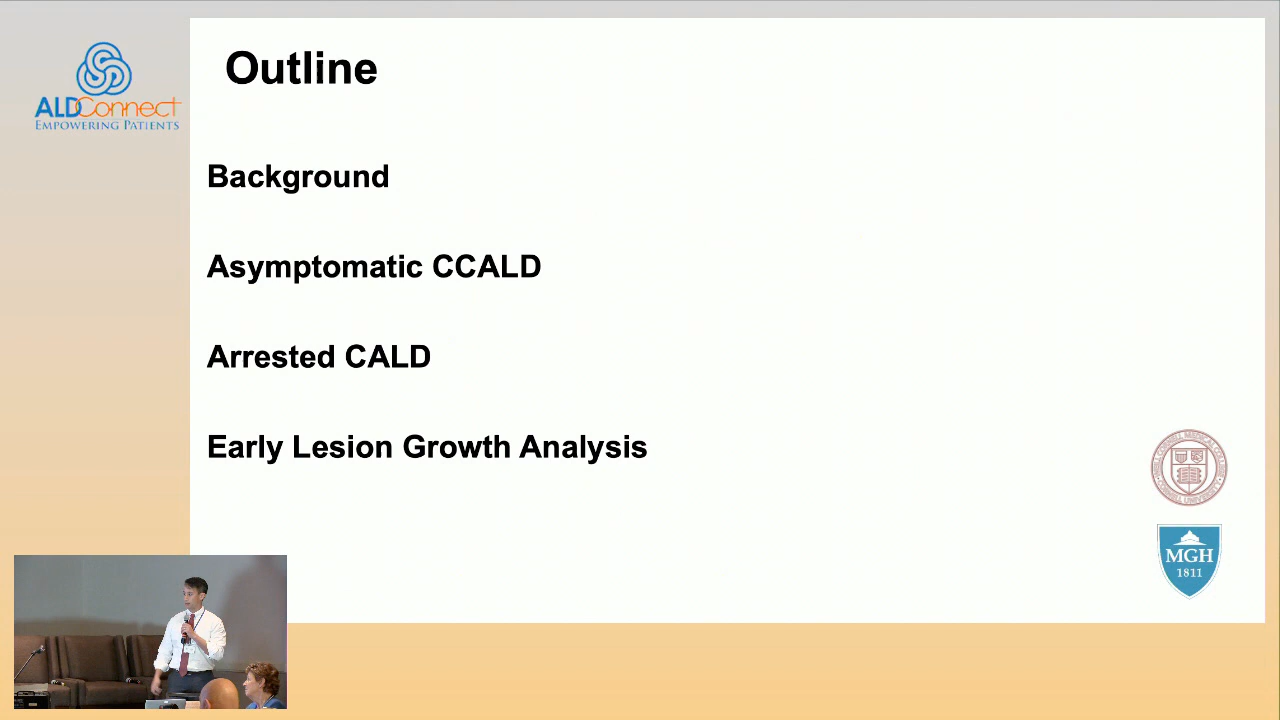 Outline
ALDConnect
EMPOWERING PATIENTS
Background
Asymptomatic CCALD
Arrested CALD
Early Lesion Growth Analysis
MGH
1811